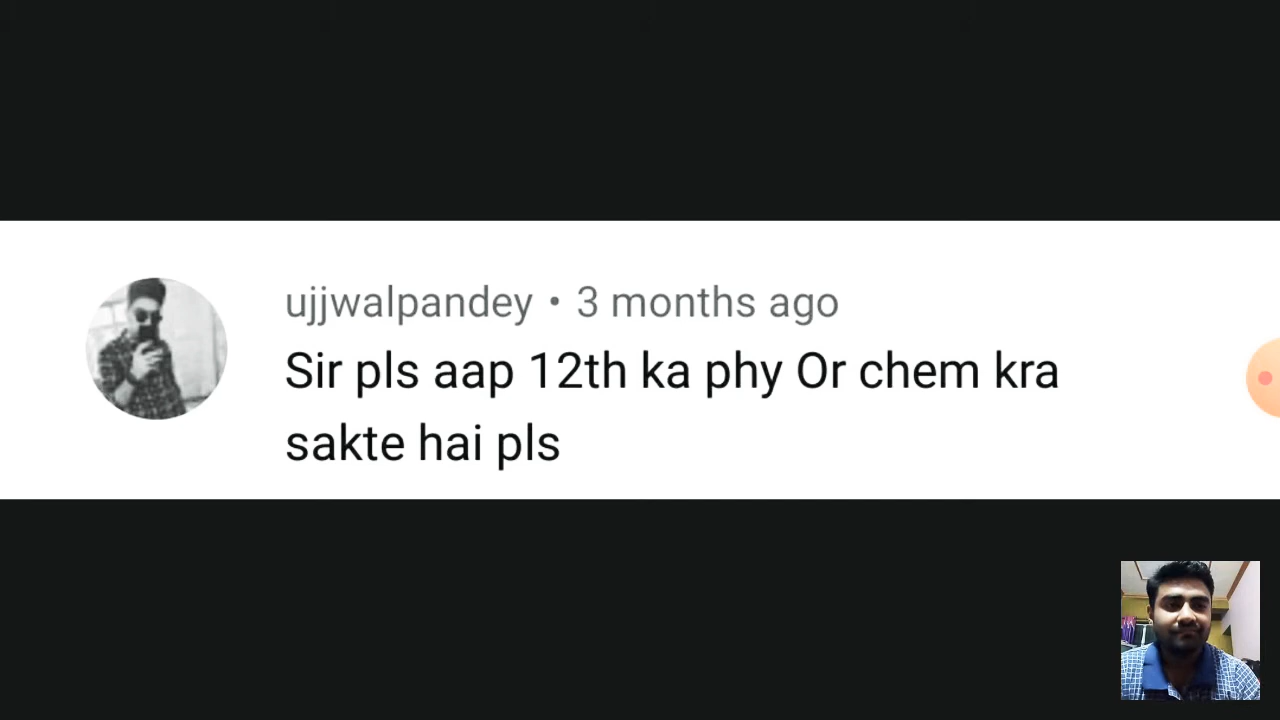 ujjwalpandey • 3 months ago
Sir pls aap 12th ka phy Or chem kra
sakte hai pls